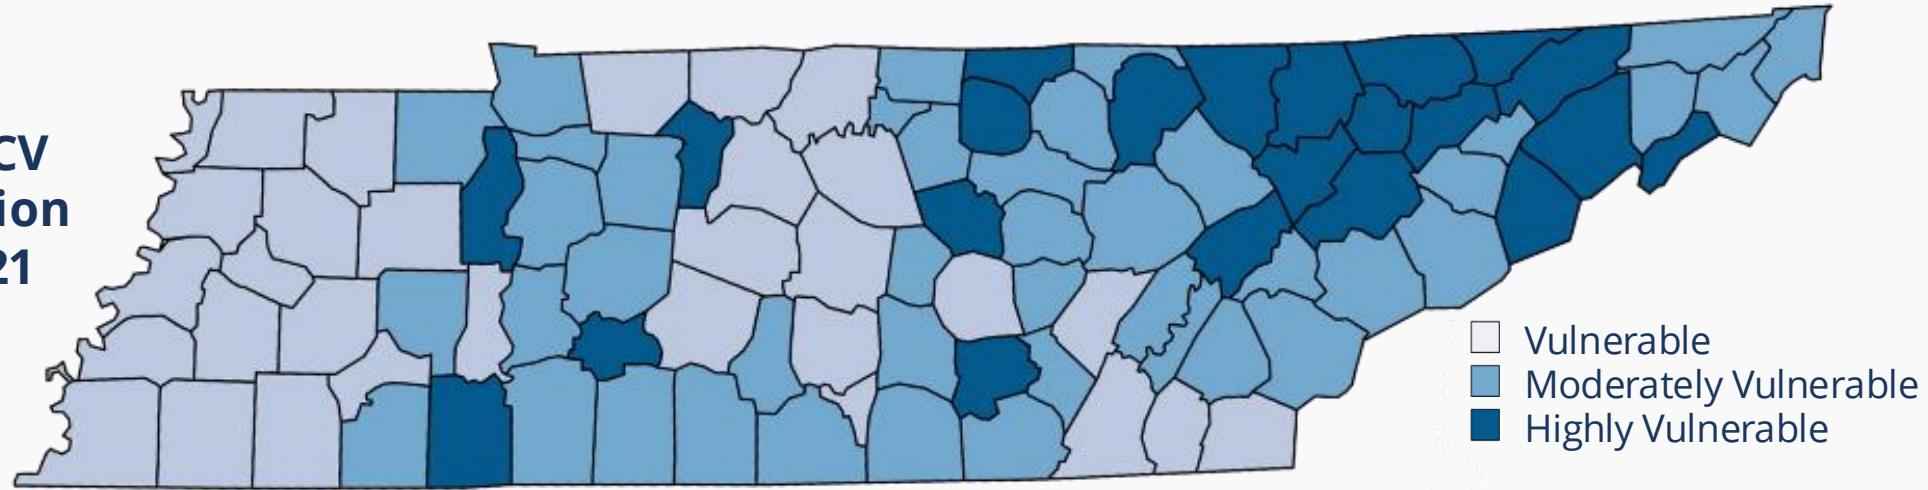 CV
ion
21
Vulnerable
Moderately Vulnerable
Highly Vulnerable